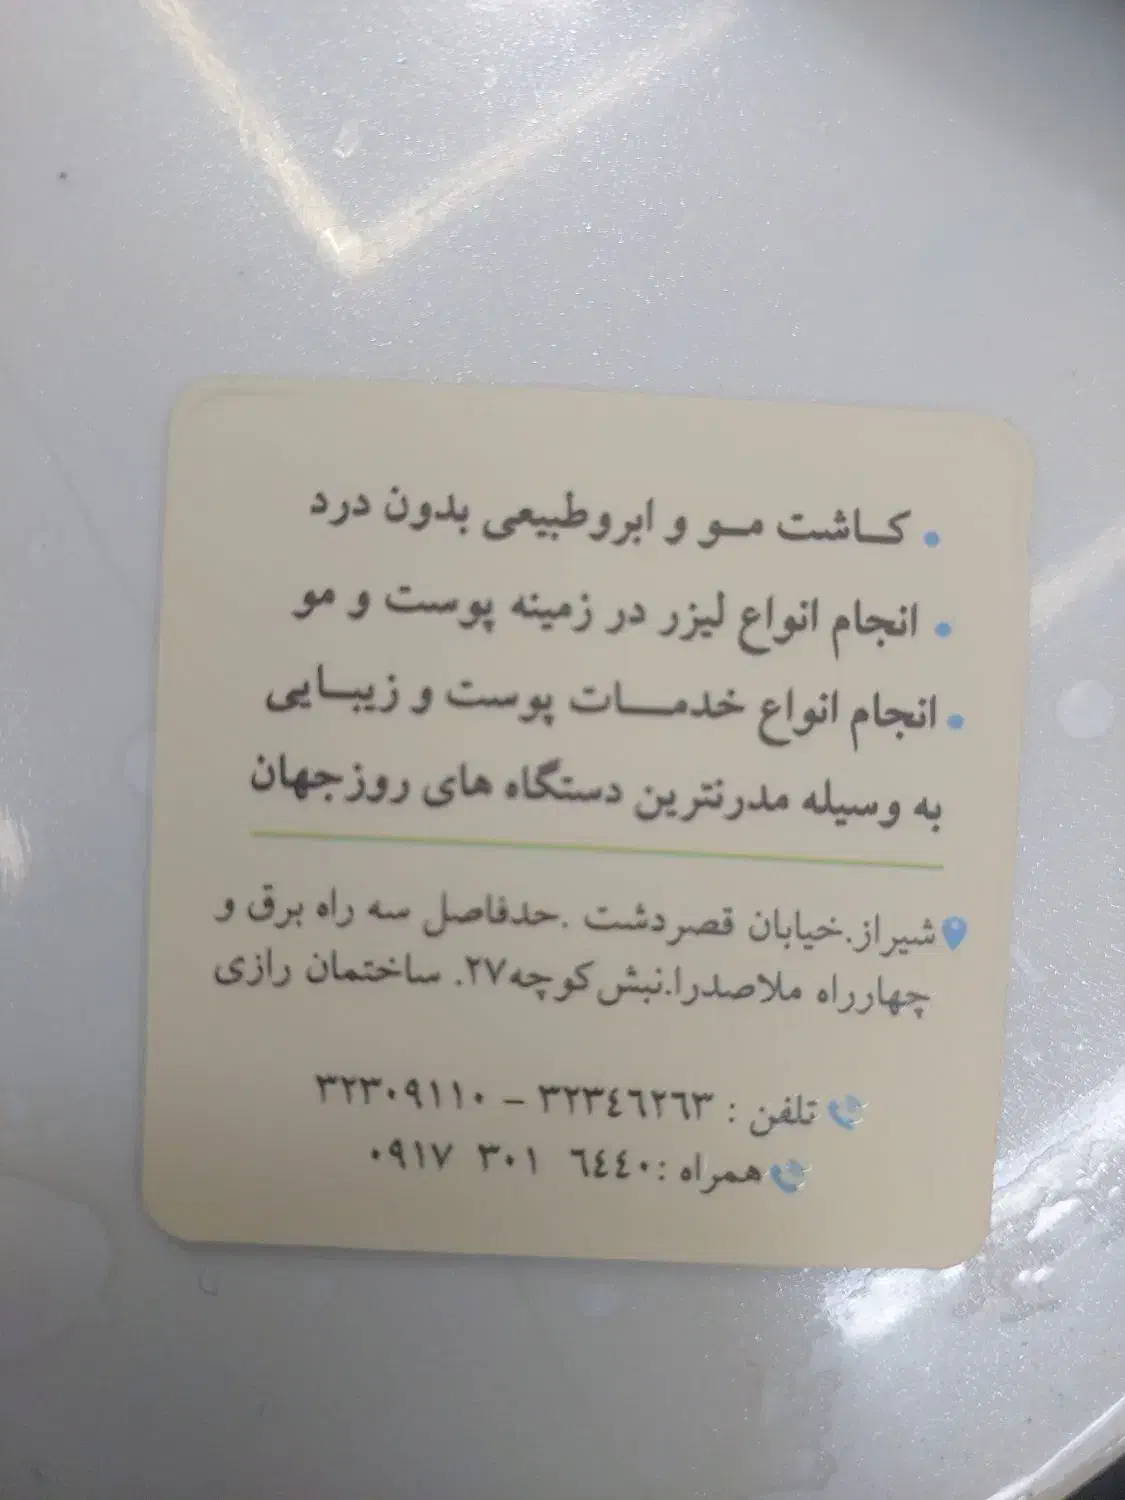 • کاشت مو و ابروطبیعی بدون درد
• انجام انواع لیزر در زمینه پوست و مو
• انجام انواع خدمات پوست و زیبایی
به وسیله مدرنترین دستگاه های روزجهان
شیراز.خیابان قصردشت .حدفاصل سه راه برق و
چهارراه ملاصدرا.نبش کوچه۲۷. ساختمان رازی
تلفن : ۳۲۳٤٦۲٦۳ – ۳۲۳۰۹۱۱۰
همراه :۰۹۱۷ ۳۰۱ ٦٤٤۰